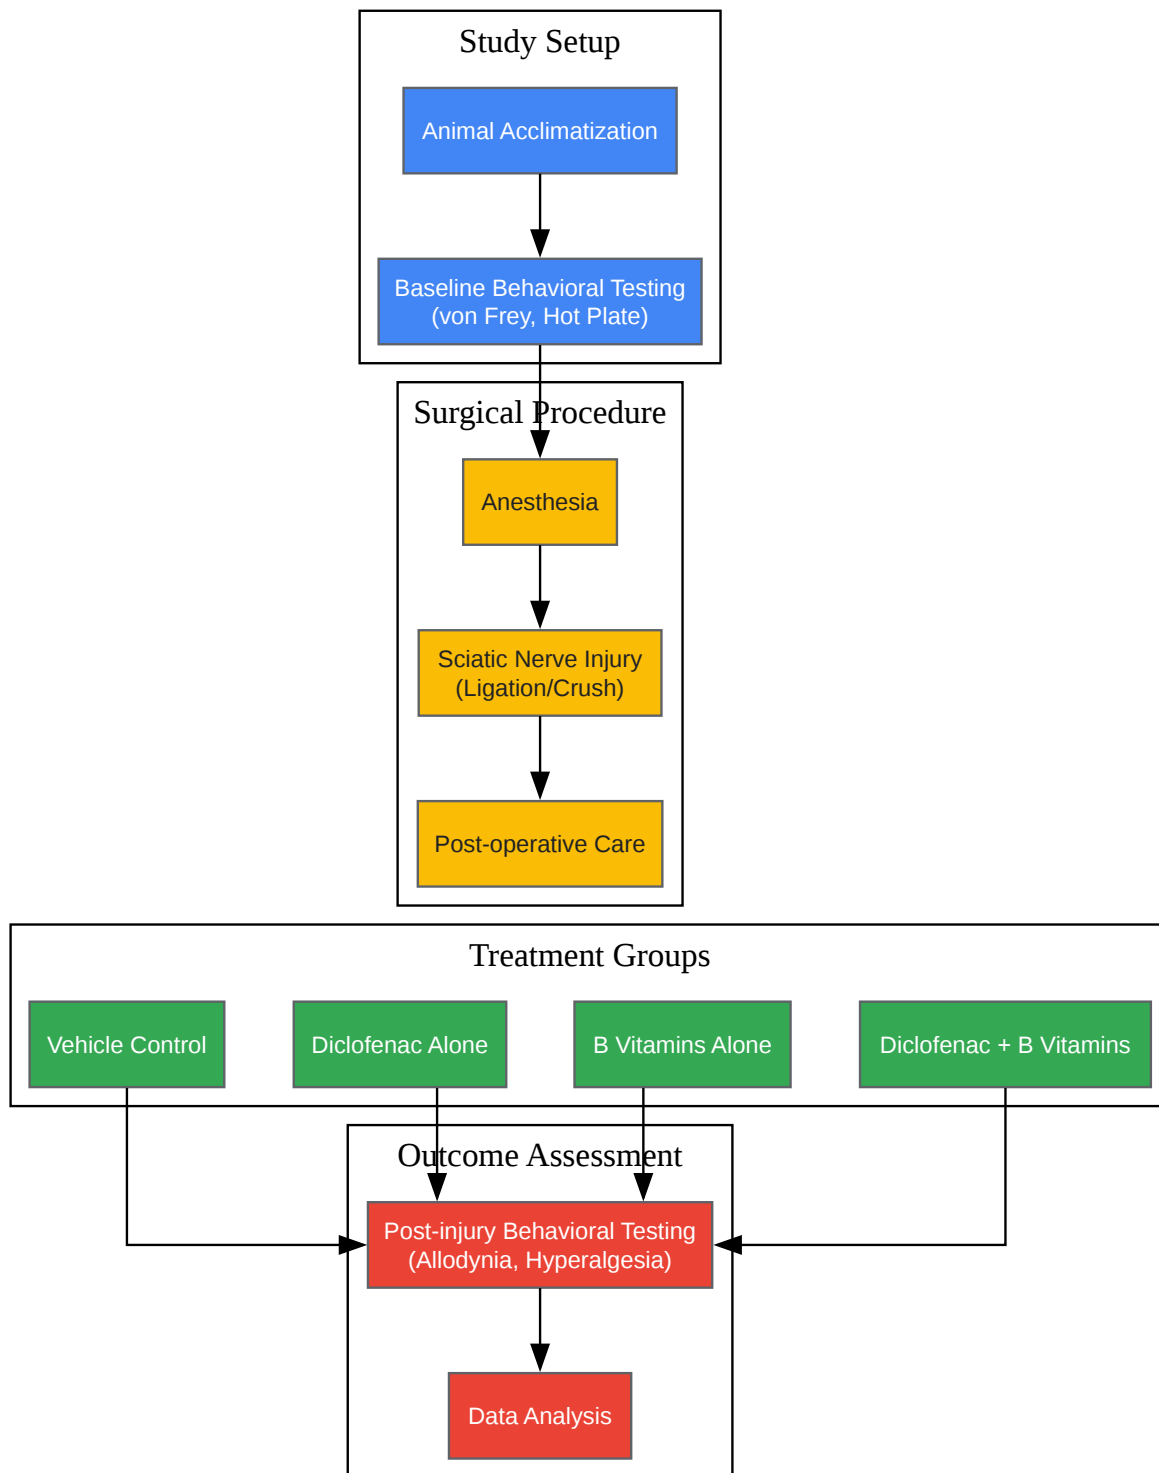 Study Setup
Animal Acclimatization
Baseline Behavioral Testing
(von Frey, Hot Plate)
Surgical Procedure
Anesthesia
Sciatic Nerve Injury
(Ligation/Crush)
Post-operative Care
Treatment Groups
Vehicle Control
Diclofenac Alone
B Vitamins Alone
Diclofenac + B Vitamins
Outcome Assessment
Post-injury Behavioral Testing
(Allodynia, Hyperalgesia)
Data Analysis